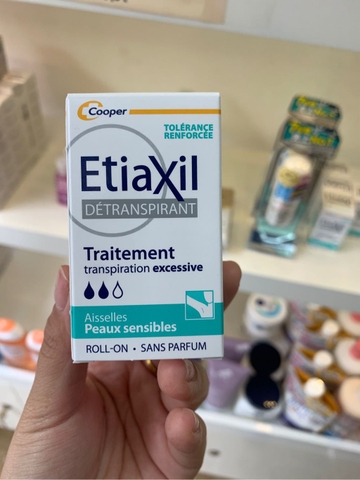 Cooper
TOLÉRANCE
RENFORCÉE
Etiaxil
DÉTRANSPIRANT
Traitement
transpiration excessive
Aisselles
Peaux sensibles
ROLL-ON • SANS PARFUM